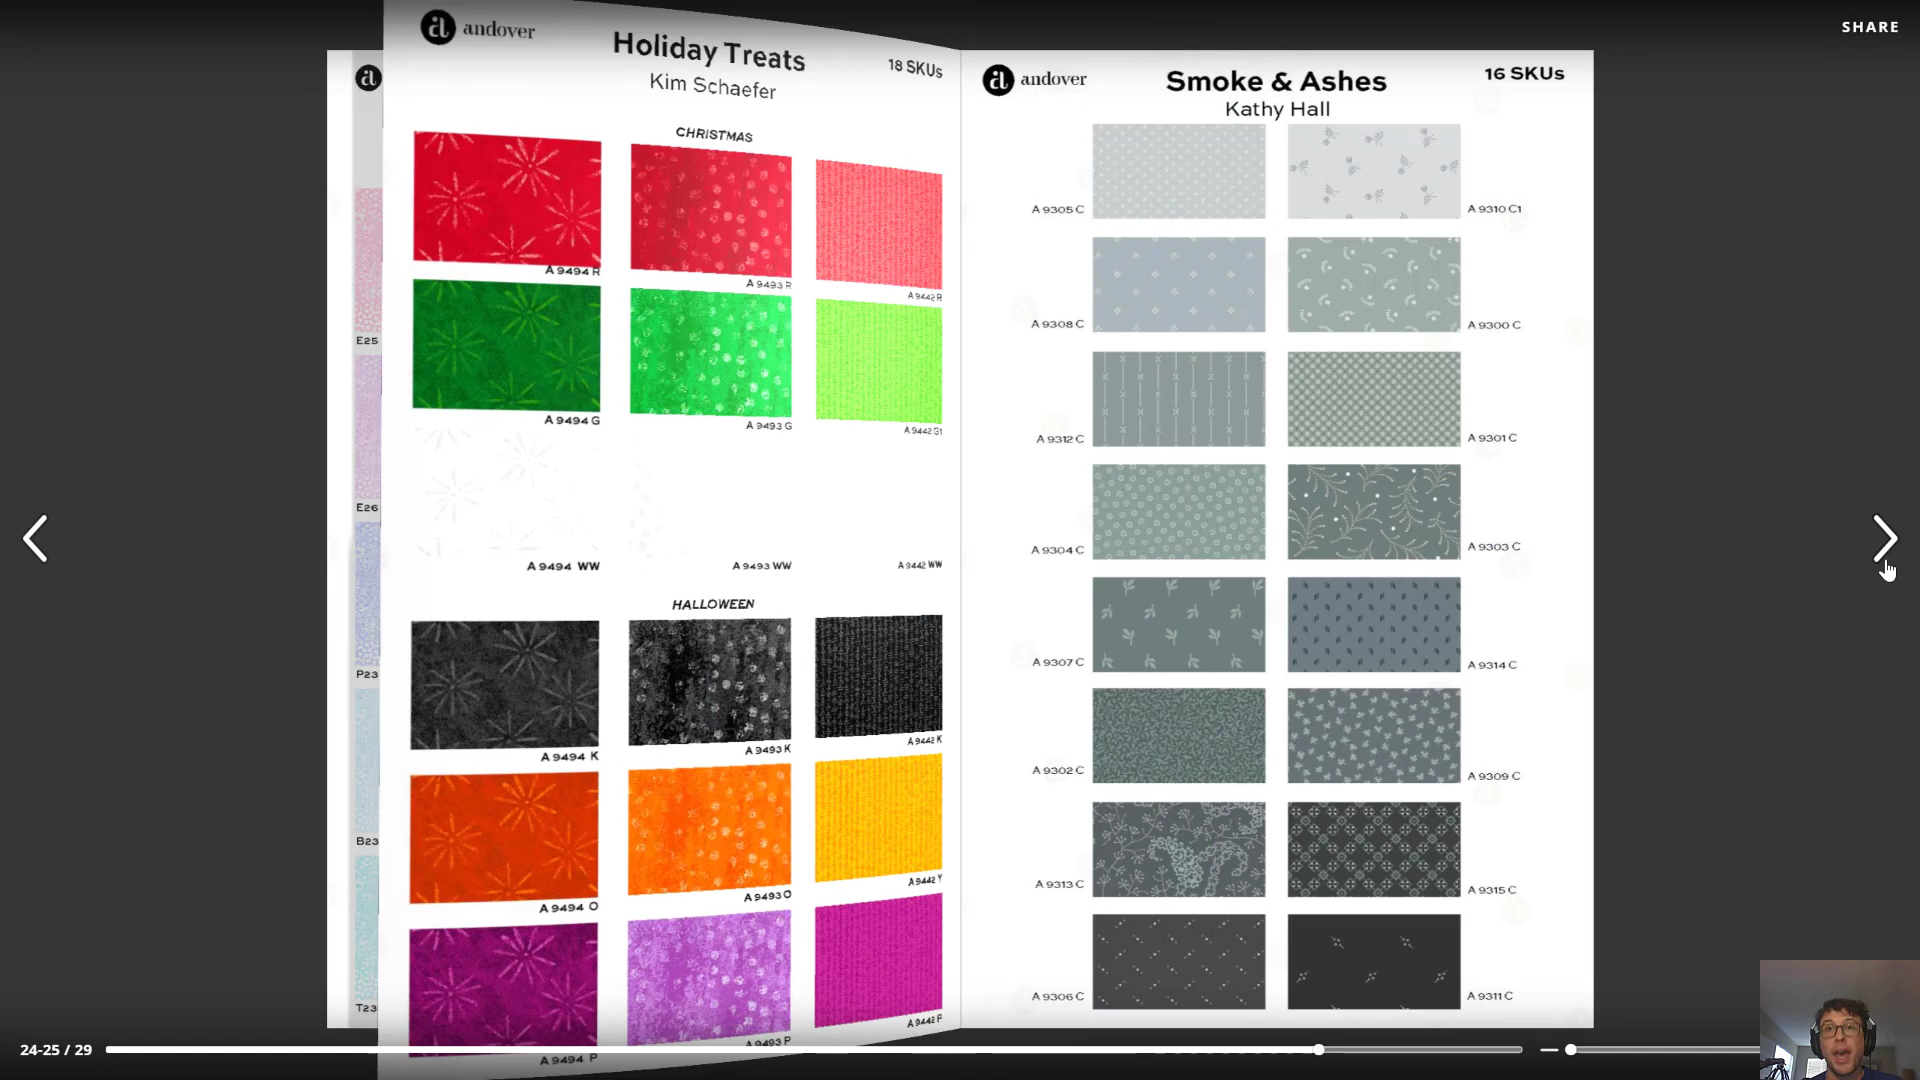 SHARE
andover
Holiday Treats
18 SKUs
Kim Schaefer
CHRISTMAS
A 9494 R
A 9493 R
A 9442 R
A 9494 G
A 9493 G
A 9442 G1
A 9494 WW
A 9493 WW
A 9442 WW
HALLOWEEN
A 9494 K
A 9493 K
A 9442 K
A 9494 O
A 9493 O
A 9442 Y
A 9494 P
A 9493 P
A 9442 P
E25
E26
P23
B23
T23
andover
Smoke & Ashes
16 SKUs
Kathy Hall
A 9305 C
A 9310 C1
A 9308 C
A 9300 C
A 9312 C
A 9301 C
A 9304 C
A 9303 C
A 9307 C
A 9314 C
A 9302 C
A 9309 C
A 9313 C
A 9315 C
A 9306 C
A 9311 C
24-25 / 29